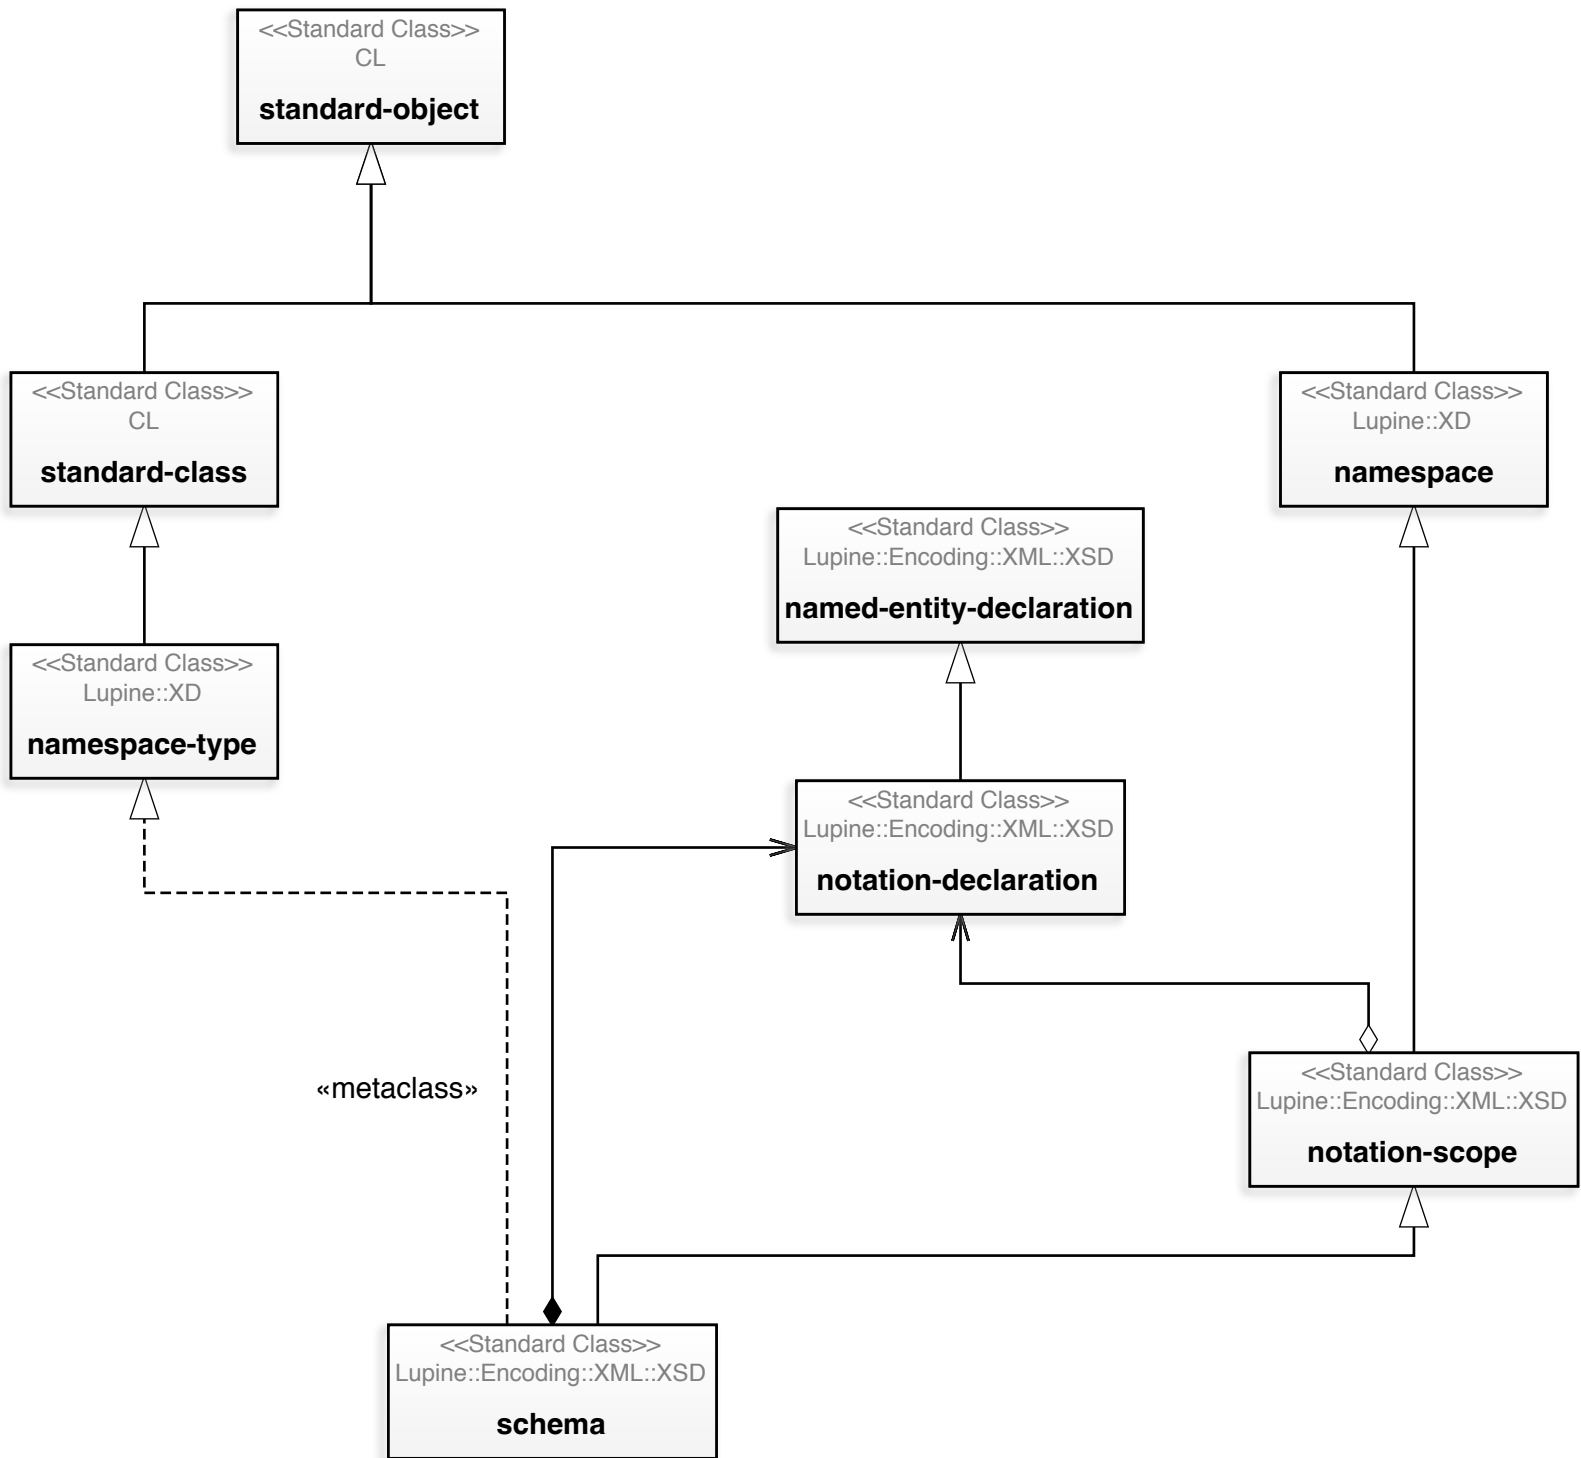 <<Standard Class>>
CL
standard-object
<<Standard Class>>
CL
standard-class
<<Standard Class>>
Lupine::XD
namespace
<<Standard Class>>
Lupine::Encoding::XML::XSD
named-entity-declaration
<<Standard Class>>
Lupine::XD
namespace-type
<<Standard Class>>
Lupine::Encoding::XML::XSD
notation-declaration
«metaclass»
<<Standard Class>>
Lupine::Encoding::XML::XSD
notation-scope
<<Standard Class>>
Lupine::Encoding::XML::XSD
schema